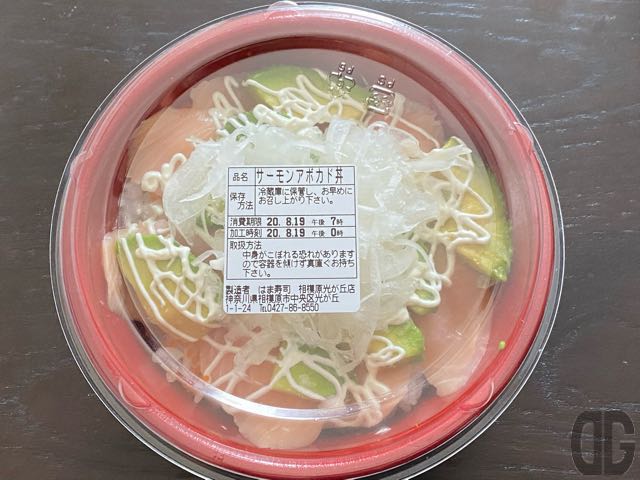 品名 サーモンアボカド丼
保存方法 冷蔵庫に保管し、お早めに
お召し上がり下さい。
消費期限 20. 8.19 午後 7時
加工時刻 20. 8.19 午後 0時
取扱方法
中身がこぼれる恐れがあります
ので容器を傾けず真直ぐお持ち
下さい。
製造者 はま寿司 相模原光が丘店
神奈川県相模原市中央区光が丘
1-1-24 ℡0427-86-8550
DG